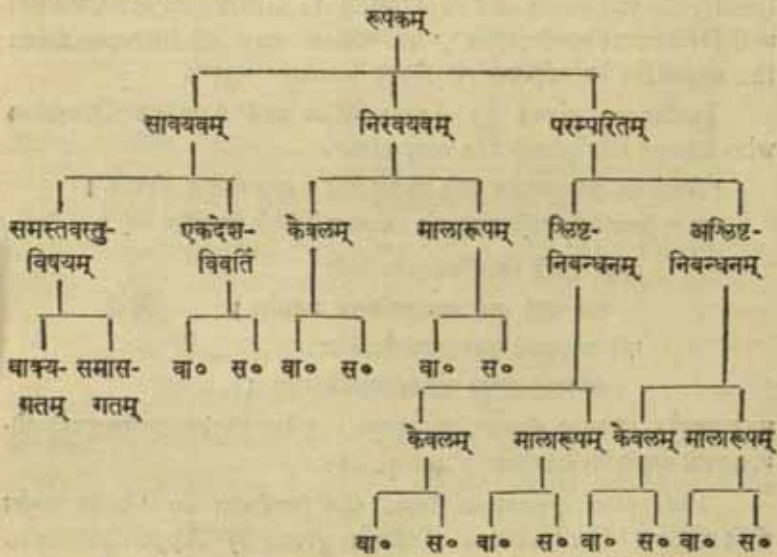 रूपकम्
सावयवम् निरवयवम् परम्परितम्
समस्तवस्तु- एकदेश- केवलम् मालारूपम् श्लिष्ट- अश्लिष्ट-
विषयम् विवर्ति निबन्धनम् निबन्धनम्
वाक्य- समास- वा० स० वा० स० वा० स०
गतम् गतम्
केवलम् मालारूपम् केवलम् मालारूपम्
वा० स० वा० स० वा० स० वा० स०